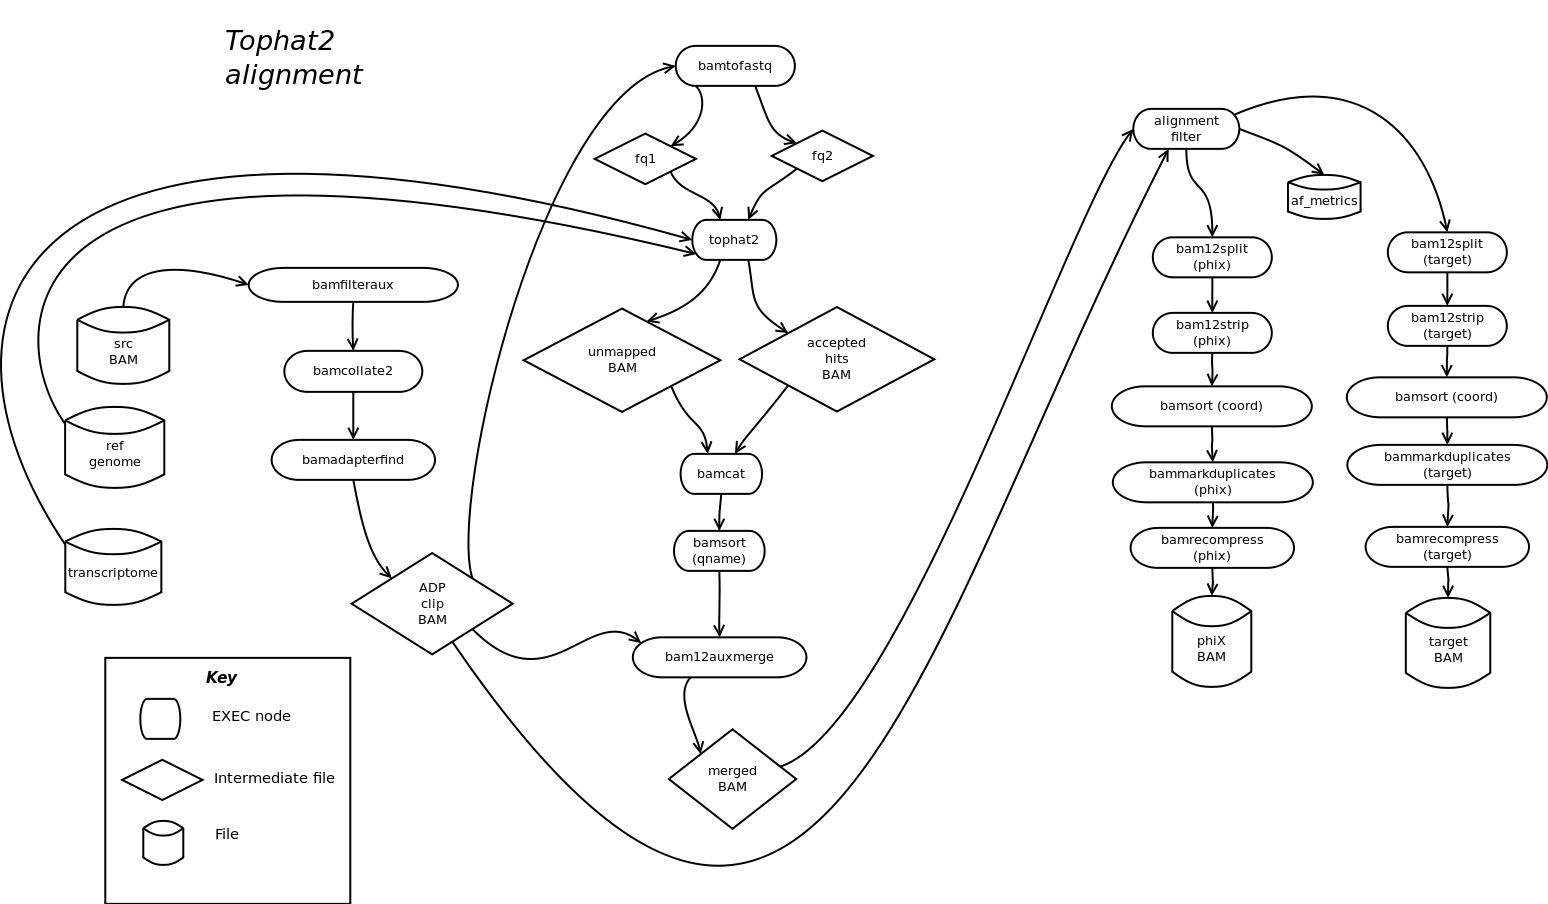 Tophat2
alignment
bamtofastq
fq1
fq2
tophat2
src
BAM
ref
genome
transcriptome
bamfilteraux
bamcollate2
bamadapterfind
ADP
clip
BAM
unmapped
BAM
accepted
hits
BAM
bamcat
bamsort
(qname)
bam12auxmerge
merged
BAM
alignment
filter
af_metrics
bam12split
(phix)
bam12strip
(phix)
bamsort (coord)
bammarkduplicates
(phix)
bamrecompress
(phix)
phiX
BAM
bam12split
(target)
bam12strip
(target)
bamsort (coord)
bammarkduplicates
(target)
bamrecompress
(target)
target
BAM
Key
EXEC node
Intermediate file
File